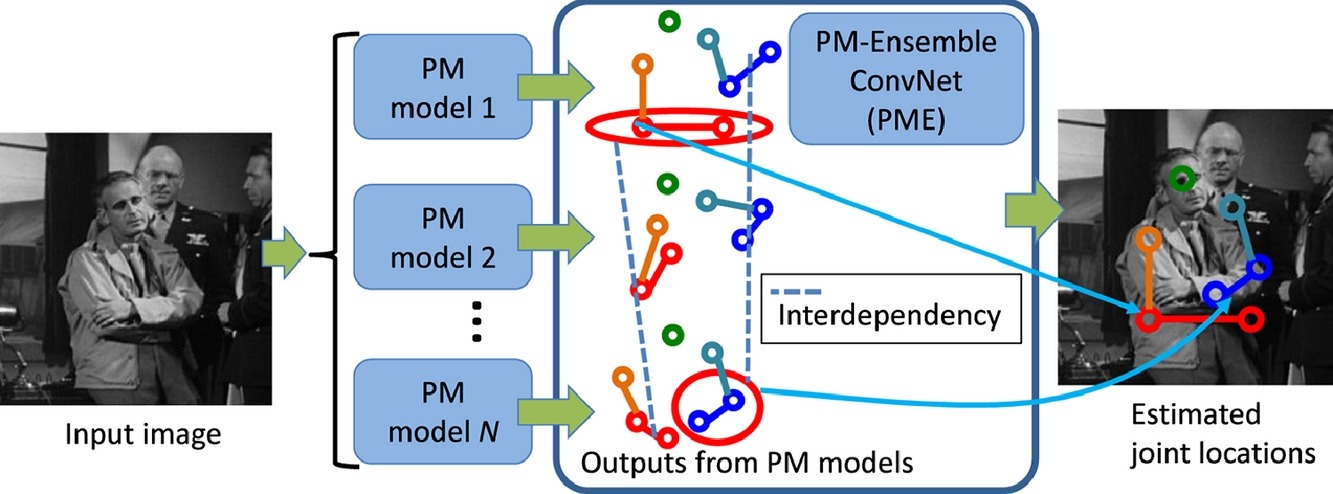 Input image
PM
model 1
PM
model 2
PM
model N
PM-Ensemble
ConvNet
(PME)
Interdependency
Outputs from PM models
Estimated
joint locations